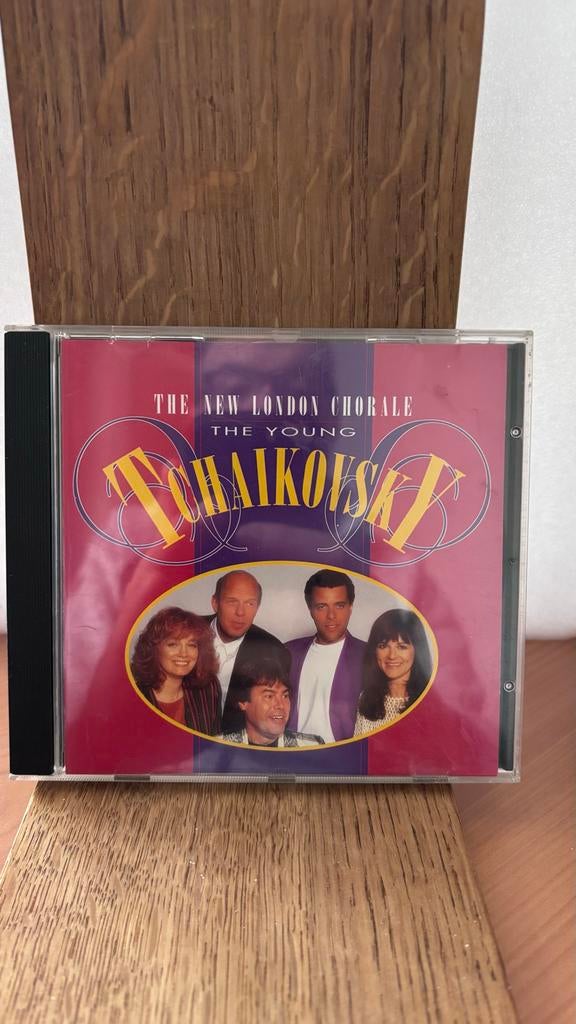 THE NEW LONDON CHORALE
THE YOUNG
TCHAIKOVSKY